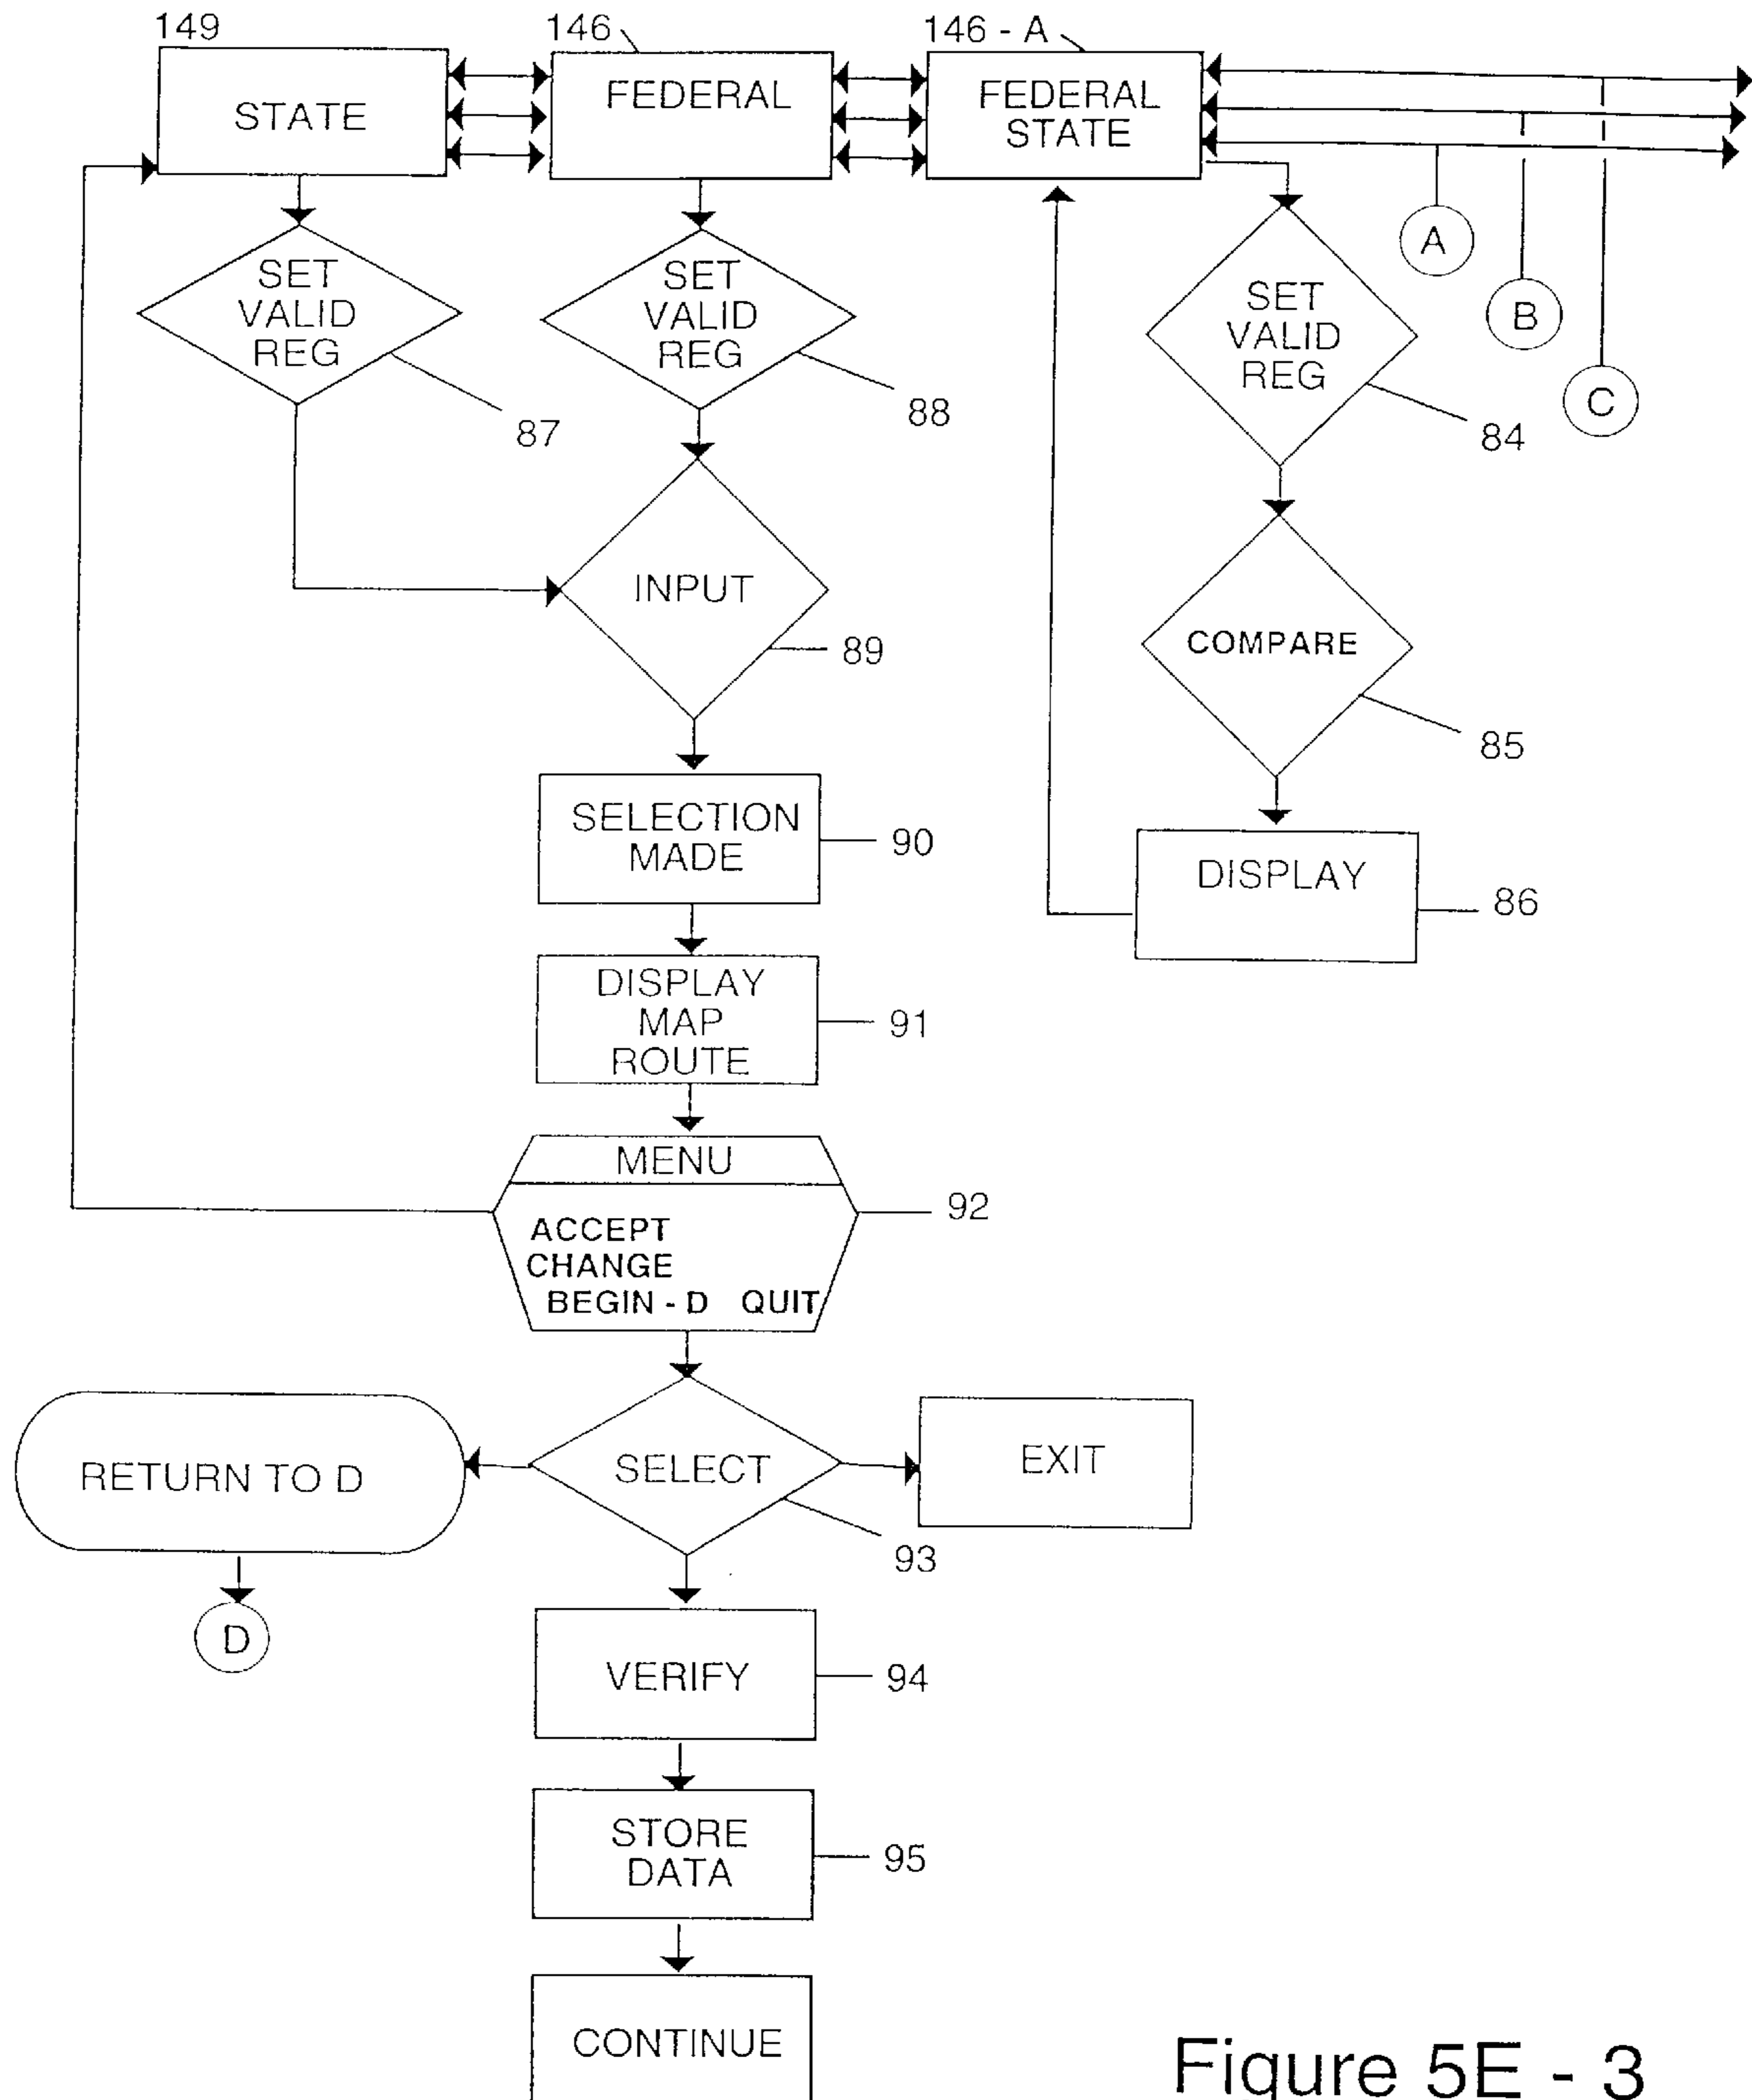 149
146
146 - A
STATE
FEDERAL
FEDERAL
STATE
A
B
C
SET
VALID
REG
87
SET
VALID
REG
88
SET
VALID
REG
84
INPUT
89
COMPARE
85
SELECTION
MADE
90
DISPLAY
86
DISPLAY
MAP
ROUTE
91
MENU
ACCEPT
CHANGE
BEGIN - D QUIT
92
RETURN TO D
SELECT
93
EXIT
D
VERIFY
94
STORE
DATA
95
CONTINUE
Figure 5E - 3